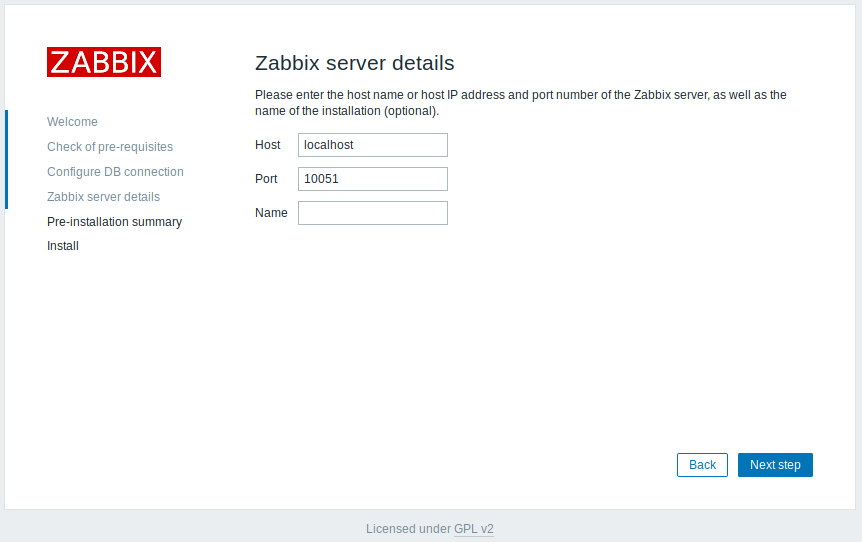 ZABBIX
Welcome
Check of pre-requisites
Configure DB connection
Zabbix server details
Pre-installation summary
Install
Zabbix server details
Please enter the host name or host IP address and port number of the Zabbix server, as well as the
name of the installation (optional).
Host localhost
Port 10051
Name
Back Next step
Licensed under GPL v2